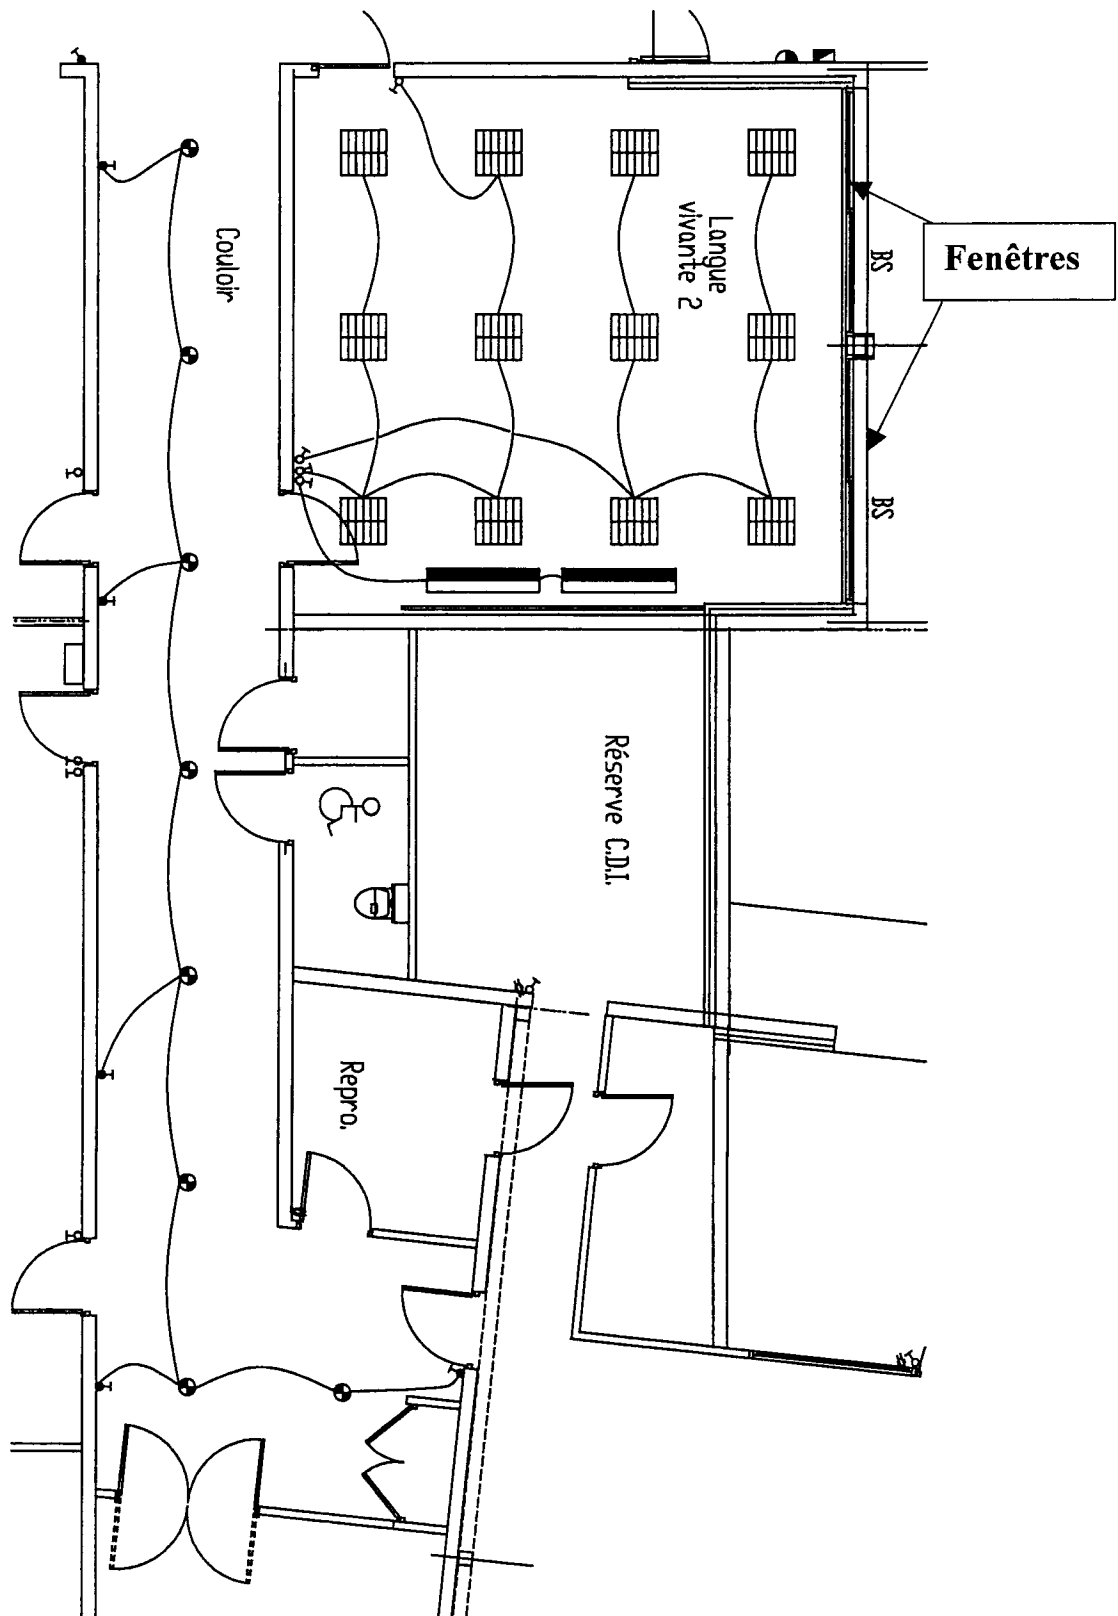 Langue
vivante 2
Couloir
BS
Fenêtres
BS
Réserve C.D.I.
Repro.